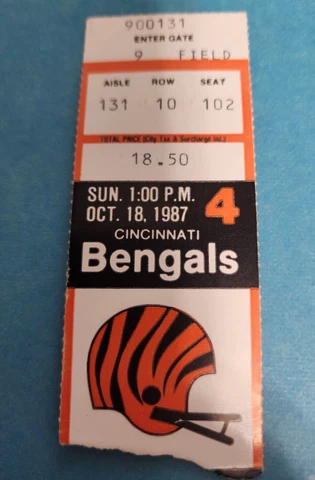 900131
ENTER GATE
9 FIELD
AISLE ROW SEAT
131 10 102
TOTAL PRICE (City Tax & Surcharge Incl.)
18.50
SUN. 1:00 P.M.
OCT. 18, 1987 4
CINCINNATI
Bengals